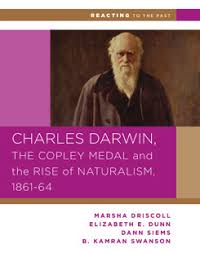 REACTING TO THE PAST
CHARLES DARWIN,
THE COPLEY MEDAL and
the RISE of NATURALISM,
1861-64
MARSHA DRISCOLL
ELIZABETH E. DUNN
DANN SIEMS
B. KAMRAN SWANSON